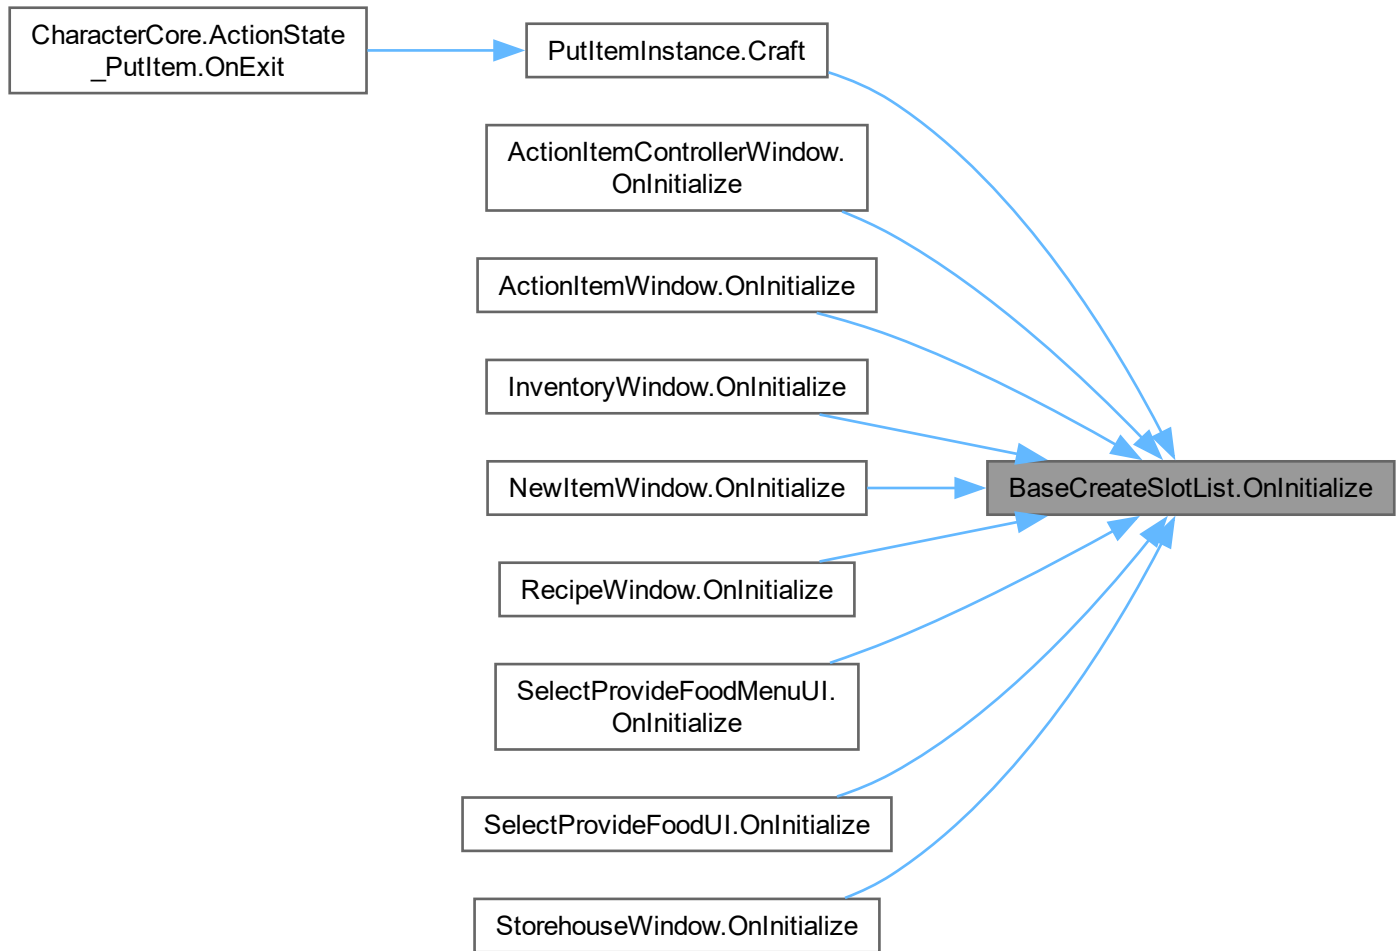 CharacterCore.ActionState
_PutItem.OnExit
PutItemInstance.Craft
ActionItemControllerWindow.
OnInitialize
ActionItemWindow.OnInitialize
InventoryWindow.OnInitialize
NewItemWindow.OnInitialize
BaseCreateSlotList.OnInitialize
RecipeWindow.OnInitialize
SelectProvideFoodMenuUI.
OnInitialize
SelectProvideFoodUI.OnInitialize
StorehouseWindow.OnInitialize